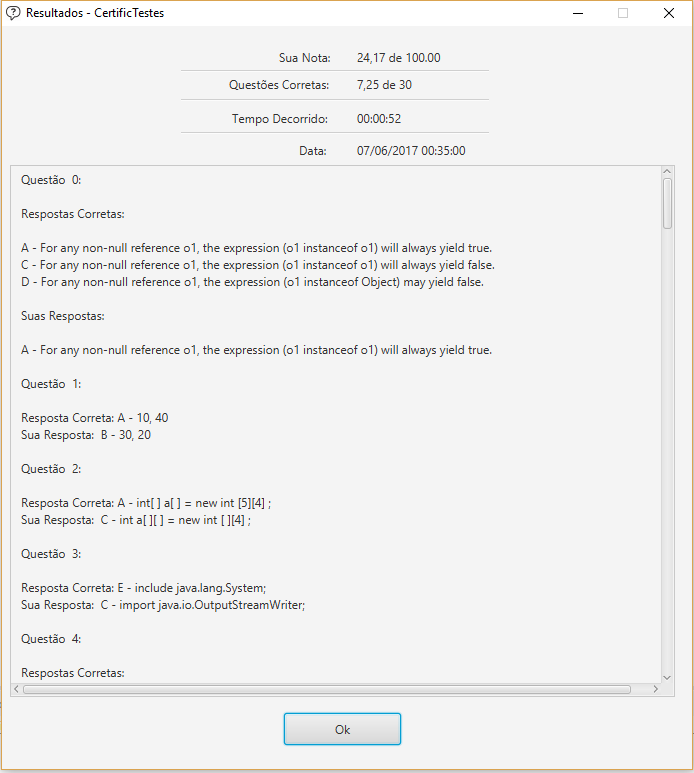 Resultados - CertificTestes
Sua Nota: 24,17 de 100.00
Questões Corretas: 7,25 de 30
Tempo Decorrido: 00:00:52
Data: 07/06/2017 00:35:00
Questão 0:
Respostas Corretas:
A - For any non-null reference o1, the expression (o1 instanceof o1) will always yield true.
C - For any non-null reference o1, the expression (o1 instanceof o1) will always yield false.
D - For any non-null reference o1, the expression (o1 instanceof Object) may yield false.
Suas Respostas:
A - For any non-null reference o1, the expression (o1 instanceof o1) will always yield true.
Questão 1:
Resposta Correta: A - 10, 40
Sua Resposta: B - 30, 20
Questão 2:
Resposta Correta: A - int[ ] a[ ] = new int [5][4] ;
Sua Resposta: C - int a[ ][ ] = new int [ ][4] ;
Questão 3:
Resposta Correta: E - include java.lang.System;
Sua Resposta: C - import java.io.OutputStreamWriter;
Questão 4:
Respostas Corretas:
Ok